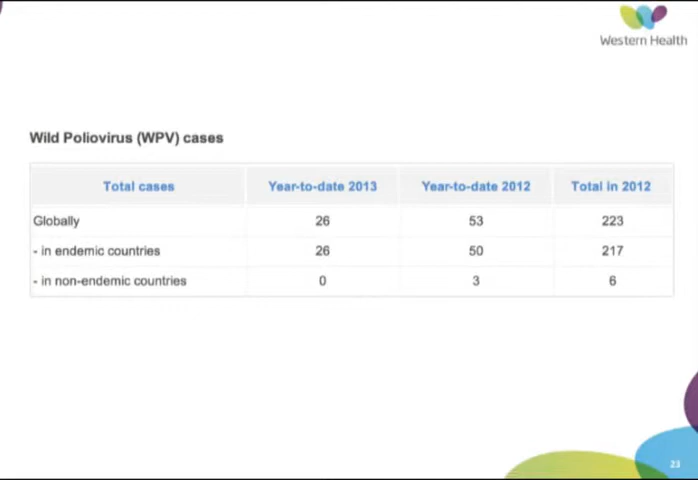 Western Health
Wild Poliovirus (WPV) cases
Total cases Year-to-date 2013 Year-to-date 2012 Total in 2012
Globally 26 53 223
- in endemic countries 26 50 217
- in non-endemic countries 0 3 6
23